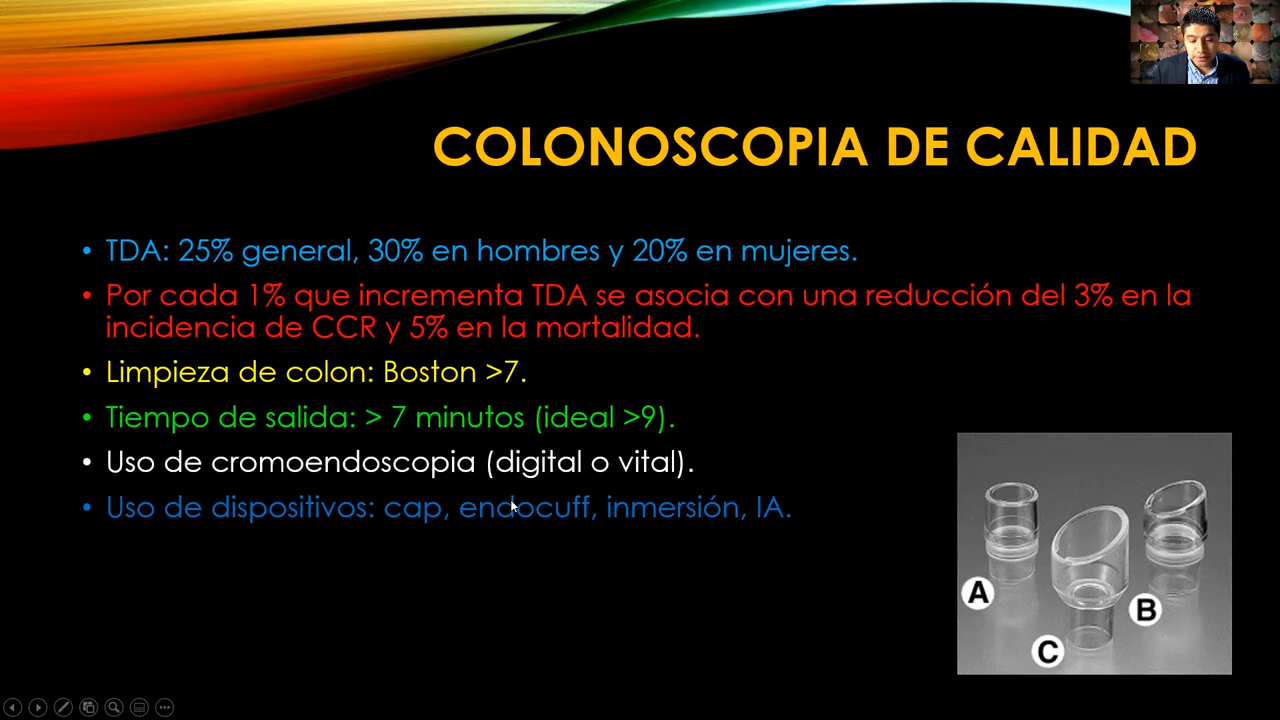 COLONOSCOPIA DE CALIDAD
• TDA: 25% general, 30% en hombres y 20% en mujeres.
• Por cada 1% que incrementa TDA se asocia con una reducción del 3% en la
incidencia de CCR y 5% en la mortalidad.
• Limpieza de colon: Boston >7.
• Tiempo de salida: > 7 minutos (ideal >9).
• Uso de cromoendoscopia (digital o vital).
• Uso de dispositivos: cap, endocuff, inmersión, IA.
A
B
C